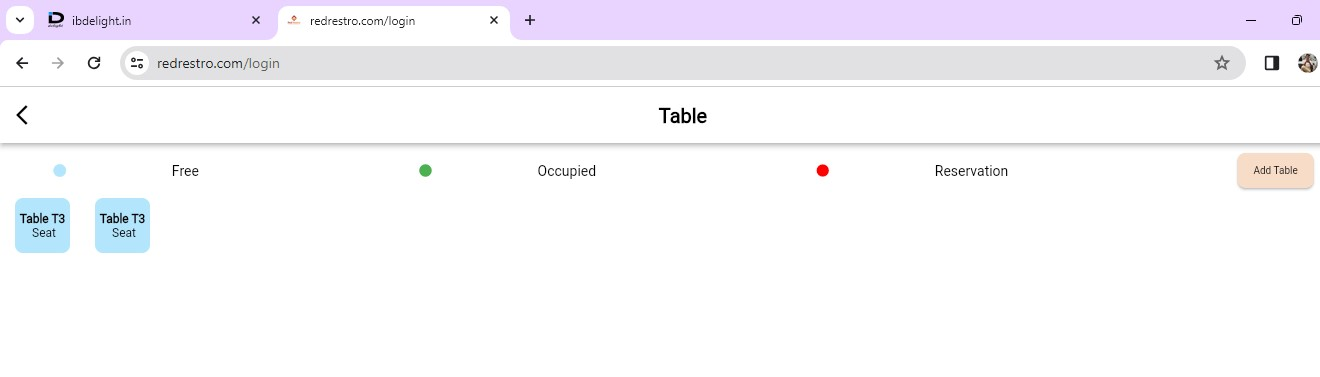 ibdelight.in
redrestro.com/login
redrestro.com/login
Table
Free
Occupied
Reservation
Add Table
Table T3
Seat
Table T3
Seat